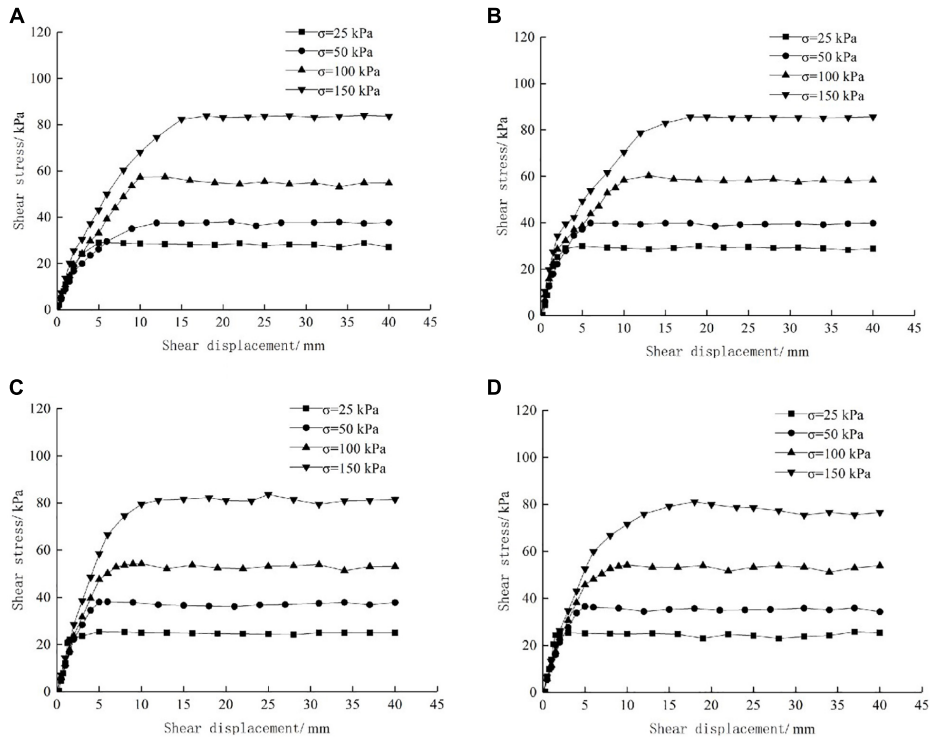 A
σ=25 kPa
σ=50 kPa
σ=100 kPa
σ=150 kPa
120
100
80
60
40
20
0
Shear stress/kPa
0 5 10 15 20 25 30 35 40 45
Shear displacement/mm
B
σ=25 kPa
σ=50 kPa
σ=100 kPa
σ=150 kPa
120
100
80
60
40
20
0
Shear stress/kPa
0 5 10 15 20 25 30 35 40 45
Shear displacement/mm
C
σ=25 kPa
σ=50 kPa
σ=100 kPa
σ=150 kPa
120
100
80
60
40
20
0
Shear stress/kPa
0 5 10 15 20 25 30 35 40 45
Shear displacement/mm
D
σ=25 kPa
σ=50 kPa
σ=100 kPa
σ=150 kPa
120
100
80
60
40
20
0
Shear stress/kPa
0 5 10 15 20 25 30 35 40 45
Shear displacement/mm